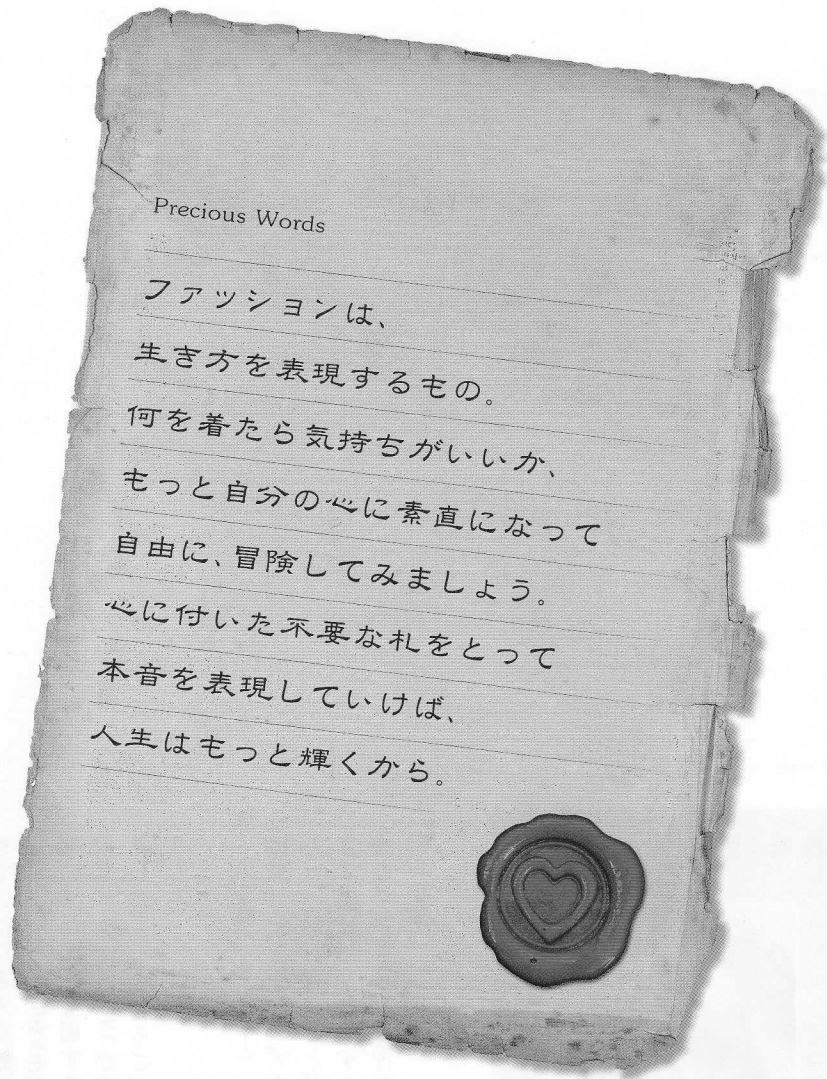 Precious Words
ファッションは、
生き方を表現するもの。
何を着たら気持ちがいいか、
もっと自分の心に素直になって
自由に、冒険してみましょう。
心に付いた不要な札をとって
本音を表現していけば、
人生はもっと輝くから。